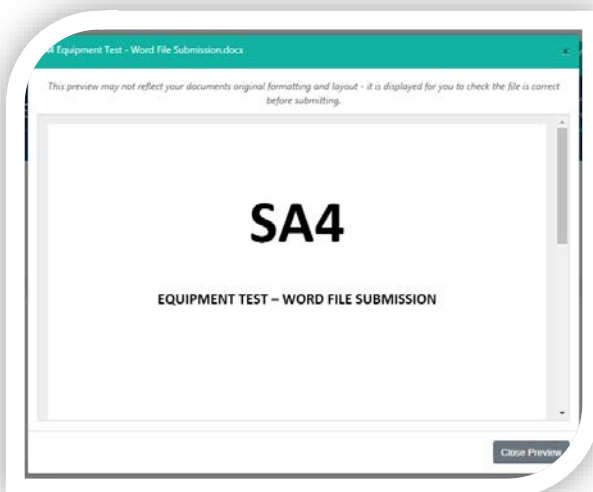 4 Equipment Test - Word File Submission.docx
This preview may not reflect your documents original formatting and layout - it is displayed for you to check the file is correct
before submitting.
SA4
EQUIPMENT TEST – WORD FILE SUBMISSION
Close Preview